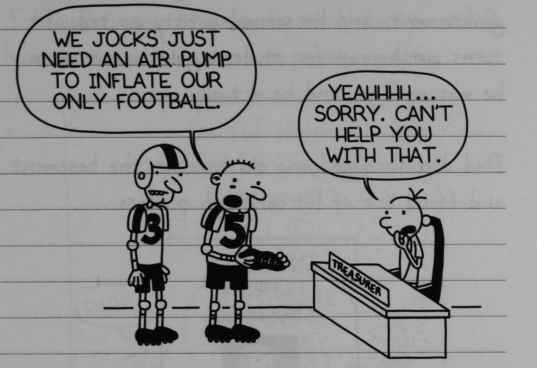 WE JOCKS JUST
NEED AN AIR PUMP
TO INFLATE OUR
ONLY FOOTBALL.
YEAHHHH...
SORRY. CAN'T
HELP YOU
WITH THAT.
3
5
TREASURER